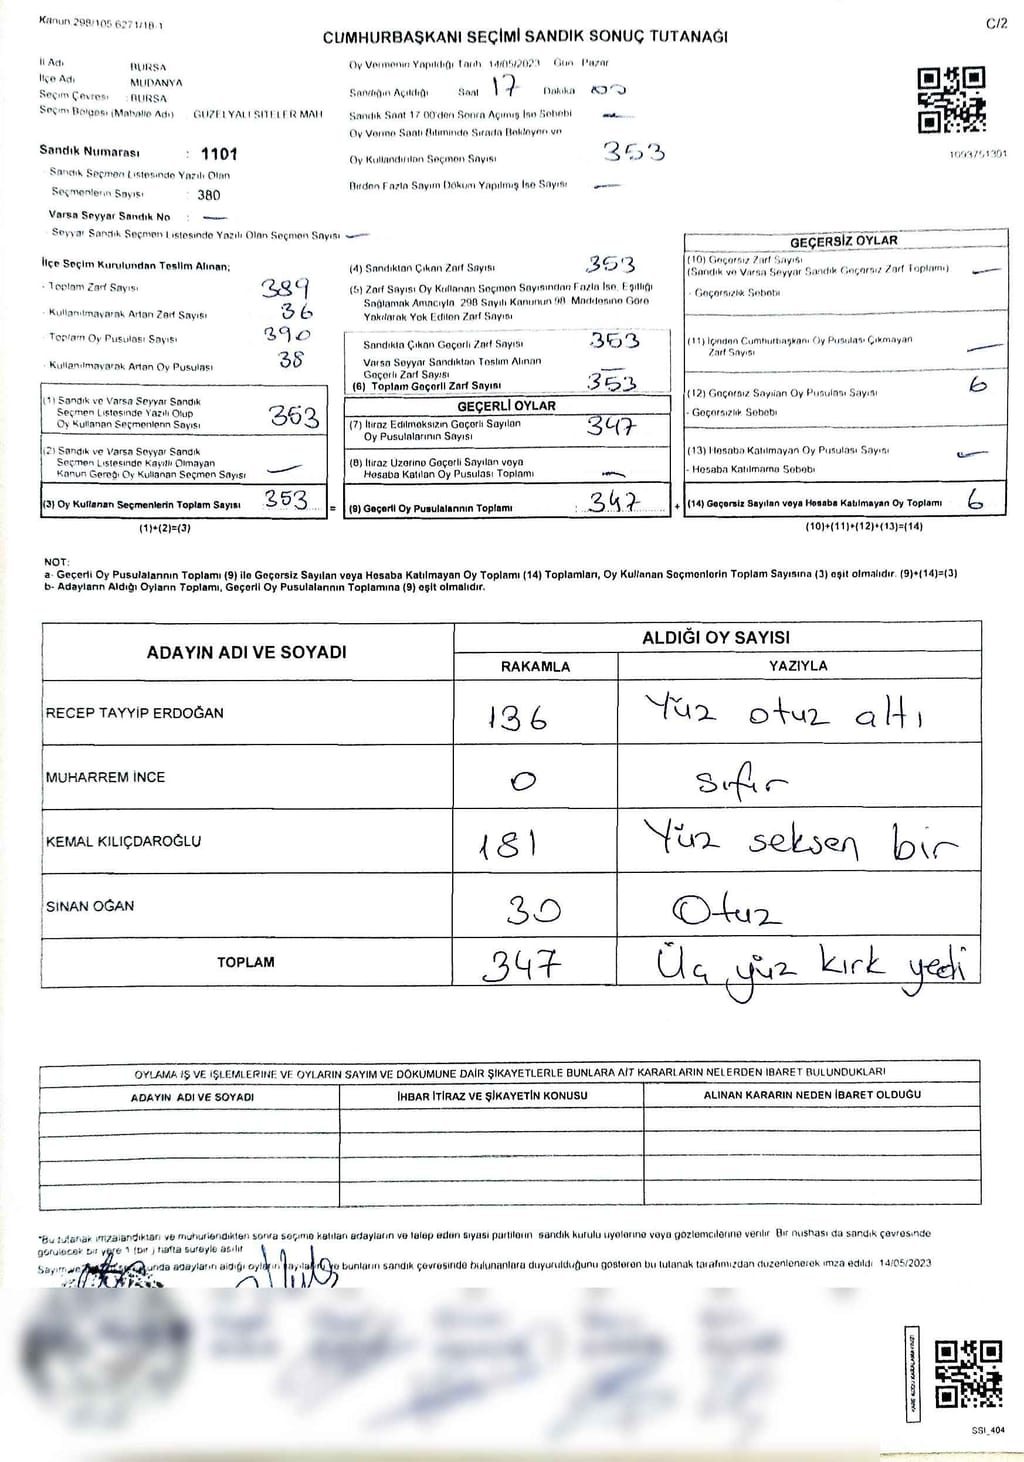 Kanun 298/105 6271/18-1
C/2
CUMHURBAŞKANI SEÇİMİ SANDIK SONUÇ TUTANAĞI
İl Adı BURSA
İlçe Adı MUDANYA
Seçim Çevresi : BURSA
Seçim Bölgesi (Mahalle Adı) GÜZELYALI SİTELER MAH
Sandık Numarası : 1101
Sandık Seçmen Listesinde Yazılı Olan
Seçmenlerin Sayısı : 380
Varsa Seyyar Sandık No : —
Seyyar Sandık Seçmen Listesinde Yazılı Olan Seçmen Sayısı —
Oy Vermenin Yapıldığı Tarih 14/05/2023 Gün Pazar
Sandığın Açıldığı Saat 17 Dakika 00
Sandık Saat 17 00'den Sonra Açılmış İse Sebebi —
Oy Verme Saati Bitiminde Sırada Bekleyen ve
Oy Kullandırılan Seçmen Sayısı 353
Birden Fazla Sayım Döküm Yapılmış İse Sayısı —
1093751301
İlçe Seçim Kurulundan Teslim Alınan;
- Toplam Zarf Sayısı 389
- Kullanılmayarak Artan Zarf Sayısı 36
- Toplam Oy Pusulası Sayısı 390
- Kullanılmayarak Artan Oy Pusulası 38
(1) Sandık ve Varsa Seyyar Sandık
Seçmen Listesinde Yazılı Olup
Oy Kullanan Seçmenlerin Sayısı 353
(2) Sandık ve Varsa Seyyar Sandık
Seçmen Listesinde Kayıtlı Olmayan
Kanun Gereği Oy Kullanan Seçmen Sayısı —
(3) Oy Kullanan Seçmenlerin Toplam Sayısı 353 =
(1)+(2)=(3)
(4) Sandıktan Çıkan Zarf Sayısı 353
(5) Zarf Sayısı Oy Kullanan Seçmen Sayısından Fazla İse, Eşitliği
Sağlamak Amacıyla 298 Sayılı Kanunun 98 Maddesine Göre
Yakılarak Yok Edilen Zarf Sayısı
Sandıkta Çıkan Geçerli Zarf Sayısı 353
Varsa Seyyar Sandıktan Teslim Alınan
Geçerli Zarf Sayısı —
(6) Toplam Geçerli Zarf Sayısı 353
GEÇERLİ OYLAR
(7) İtiraz Edilmeksizin Geçerli Sayılan
Oy Pusulalarının Sayısı 347
(8) İtiraz Üzerine Geçerli Sayılan veya
Hesaba Katılan Oy Pusulası Toplamı —
(9) Geçerli Oy Pusulalarının Toplamı : 347 +
GEÇERSİZ OYLAR
(10) Geçersiz Zarf Sayısı
(Sandık ve Varsa Seyyar Sandık Geçersiz Zarf Toplamı) —
- Geçersizlik Sebebi
(11) İçinden Cumhurbaşkanı Oy Pusulası Çıkmayan
Zarf Sayısı —
(12) Geçersiz Sayılan Oy Pusulası Sayısı 6
- Geçersizlik Sebebi
(13) Hesaba Katılmayan Oy Pusulası Sayısı —
- Hesaba Katılmama Sebebi
(14) Geçersiz Sayılan veya Hesaba Katılmayan Oy Toplamı 6
(10)+(11)+(12)+(13)=(14)
NOT:
a- Geçerli Oy Pusulalarının Toplamı (9) ile Geçersiz Sayılan veya Hesaba Katılmayan Oy Toplamı (14) Toplamları, Oy Kullanan Seçmenlerin Toplam Sayısına (3) eşit olmalıdır. (9)+(14)=(3)
b- Adayların Aldığı Oyların Toplamı, Geçerli Oy Pusulalarının Toplamına (9) eşit olmalıdır.
ADAYIN ADI VE SOYADI
ALDIĞI OY SAYISI
RAKAMLA YAZIYLA
RECEP TAYYİP ERDOĞAN 136 Yüz otuz altı
MUHARREM İNCE 0 sıfır
KEMAL KILIÇDAROĞLU 181 Yüz seksen bir
SİNAN OĞAN 30 Otuz
TOPLAM 347 Üç yüz kırk yedi
OYLAMA İŞ VE İŞLEMLERİNE VE OYLARIN SAYIM VE DÖKÜMÜNE DAİR ŞİKAYETLERLE BUNLARA AİT KARARLARIN NELERDEN İBARET BULUNDUKLARI
ADAYIN ADI VE SOYADI İHBAR İTİRAZ VE ŞİKAYETİN KONUSU ALINAN KARARIN NEDEN İBARET OLDUĞU
"Bu tutanak imzalandıktan ve mühürlendikten sonra seçime katılan adayların ve talep eden siyasi partilerin sandık kurulu üyelerine veya gözlemcilerine verilir Bir nüshası da sandık çevresinde
görülecek bir yere 1 (bir) hafta süreyle asılır
adayların aldığı oyların bunların sandık çevresinde bulunanlara duyurulduğunu gösteren bu tutanak tarafımızdan düzenlenerek imza edildi 14/05/2023
SSI_404